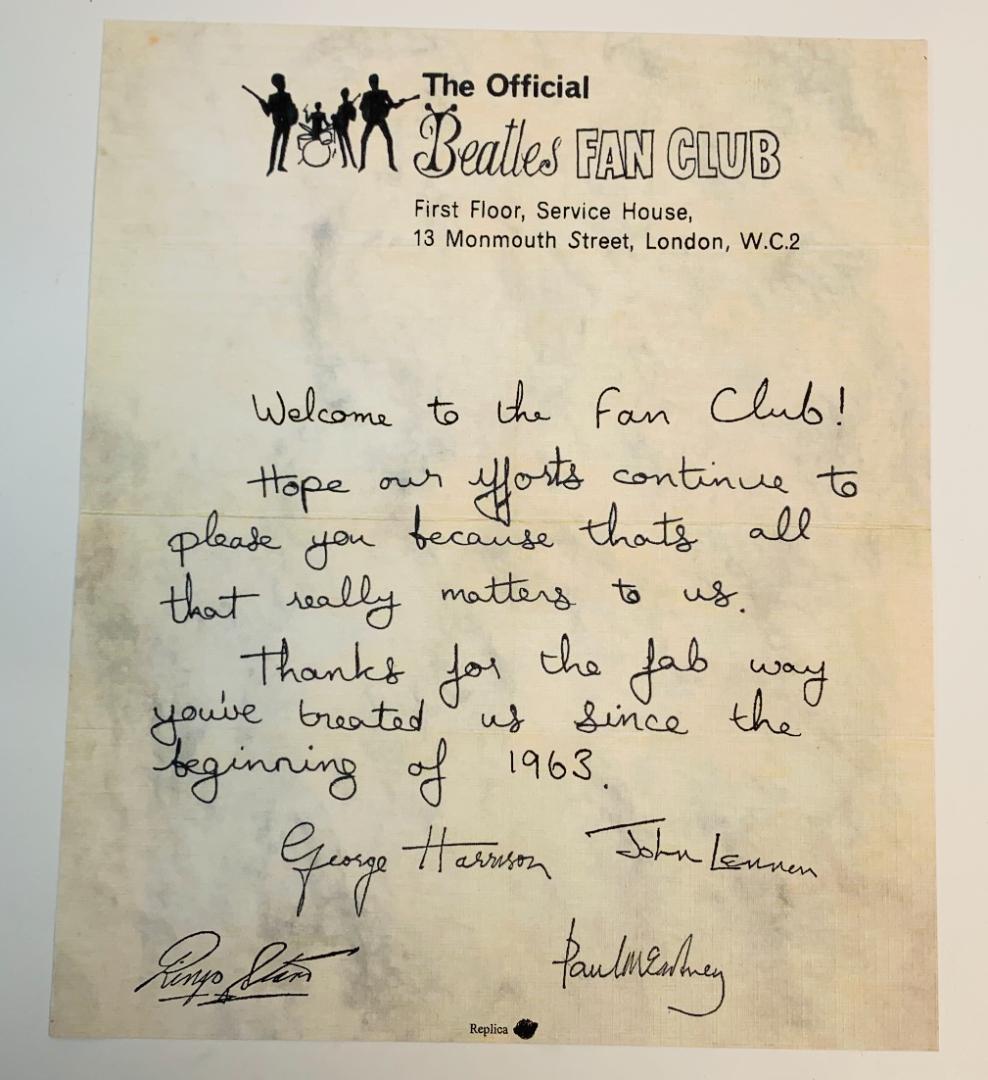 The Official
Beatles FAN CLUB
First Floor, Service House,
13 Monmouth Street, London, W.C.2
Welcome to the Fan Club!
Hope our efforts continue to
please you because thats all
that really matters to us.
Thanks for the fab way
you've treated us since the
beginning of 1963.
George Harrison John Lennon
Ringo Starr Paul McCartney
Replica